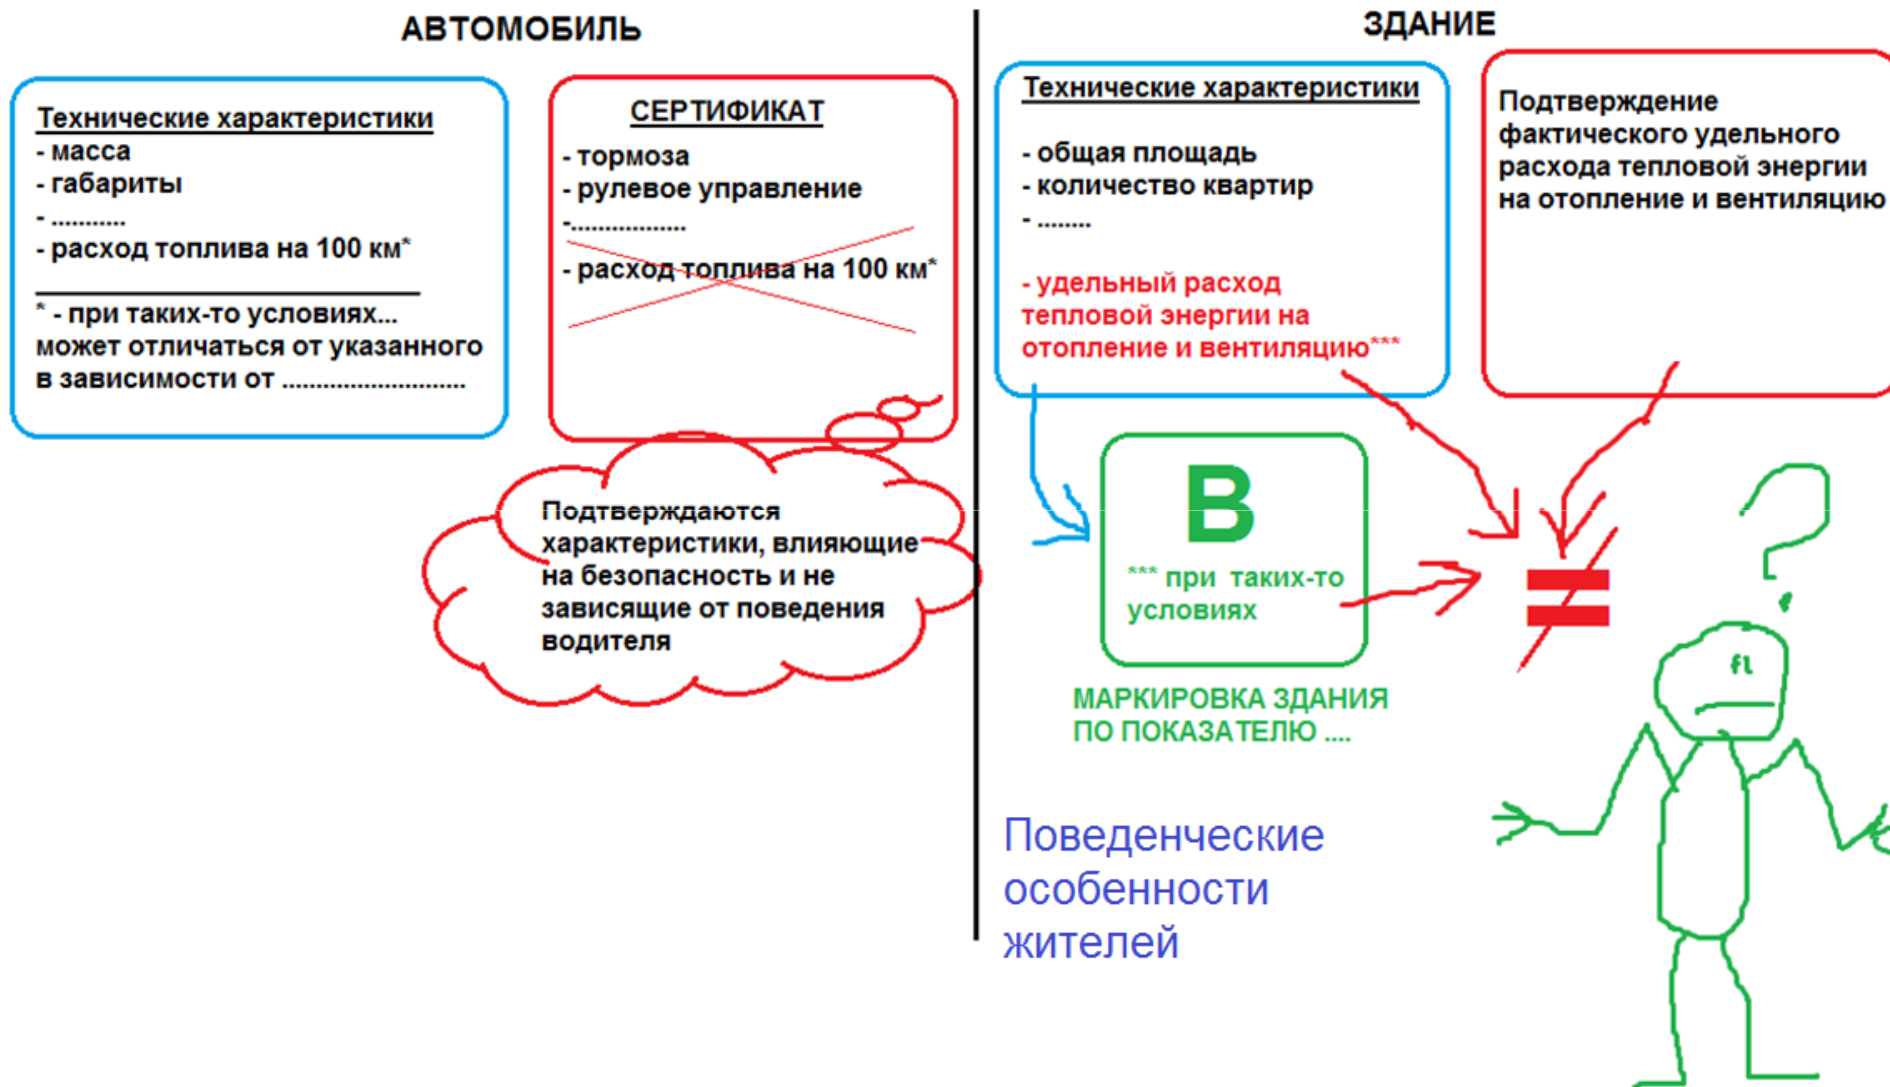 АВТОМОБИЛЬ
Технические характеристики
- масса
- габариты
- ...........
- расход топлива на 100 км*
* - при таких-то условиях...
может отличаться от указанного
в зависимости от ..........................
СЕРТИФИКАТ
- тормоза
- рулевое управление
-.................
- расход топлива на 100 км*
Подтверждаются
характеристики, влияющие
на безопасность и не
зависящие от поведения
водителя
ЗДАНИЕ
Технические характеристики
- общая площадь
- количество квартир
- ........
- удельный расход
тепловой энергии на
отопление и вентиляцию***
Подтверждение
фактического удельного
расхода тепловой энергии
на отопление и вентиляцию
В
*** при таких-то
условиях
≠
?
МАРКИРОВКА ЗДАНИЯ
ПО ПОКАЗАТЕЛЮ ....
Поведенческие
особенности
жителей